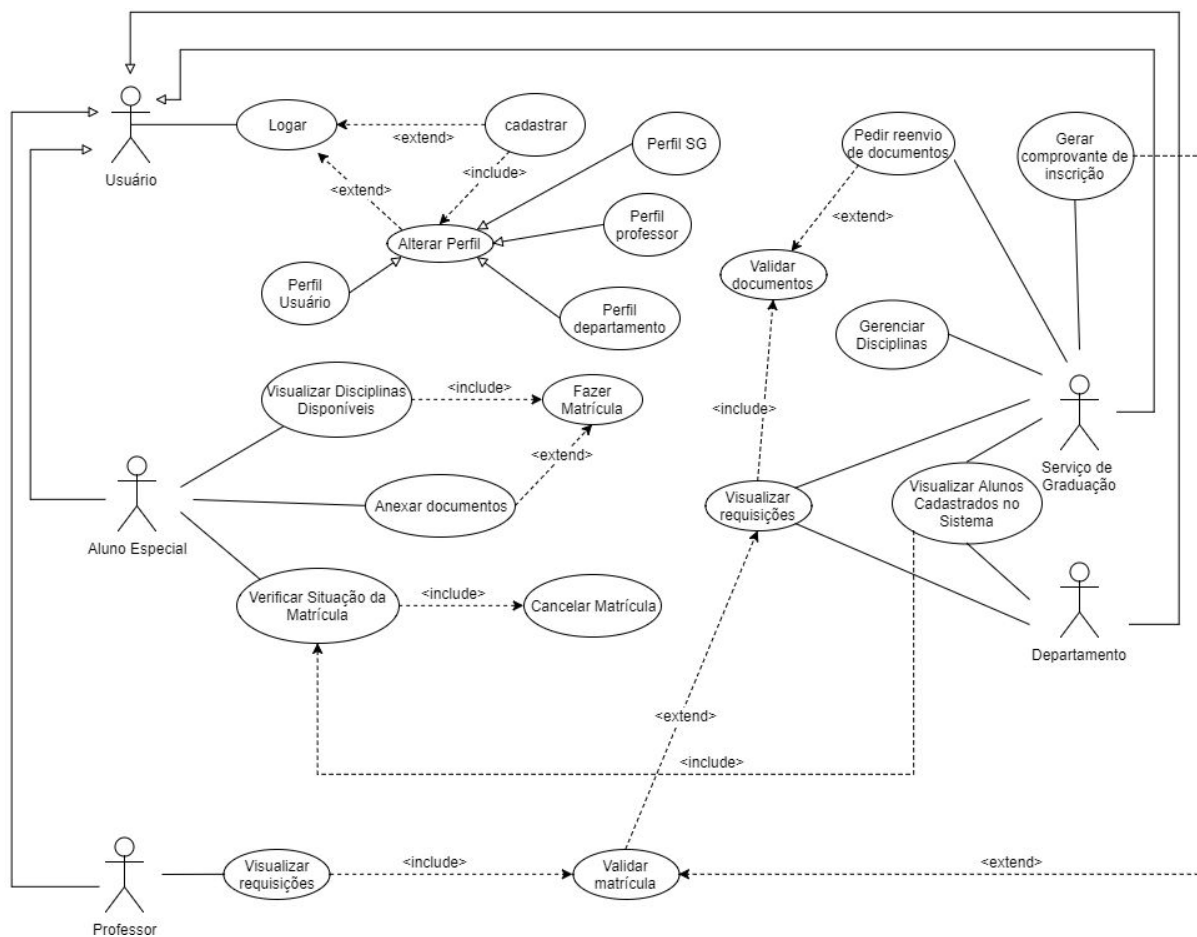 Usuário
Logar
<extend>
cadastrar
<extend>
<include>
Perfil SG
Alterar Perfil
Perfil
professor
Perfil
Usuário
Perfil
departamento
Pedir reenvio
de documentos
Gerar
comprovante de
inscrição
<extend>
Validar
documentos
Gerenciar
Disciplinas
<include>
Visualizar Disciplinas
Disponíveis
<include>
Fazer
Matrícula
<extend>
Anexar documentos
Aluno Especial
Visualizar
requisições
Visualizar Alunos
Cadastrados no
Sistema
Serviço de
Graduação
Verificar Situação da
Matrícula
<include>
Cancelar Matrícula
Departamento
<extend>
<include>
Visualizar
requisições
<include>
Validar
matrícula
<extend>
Professor